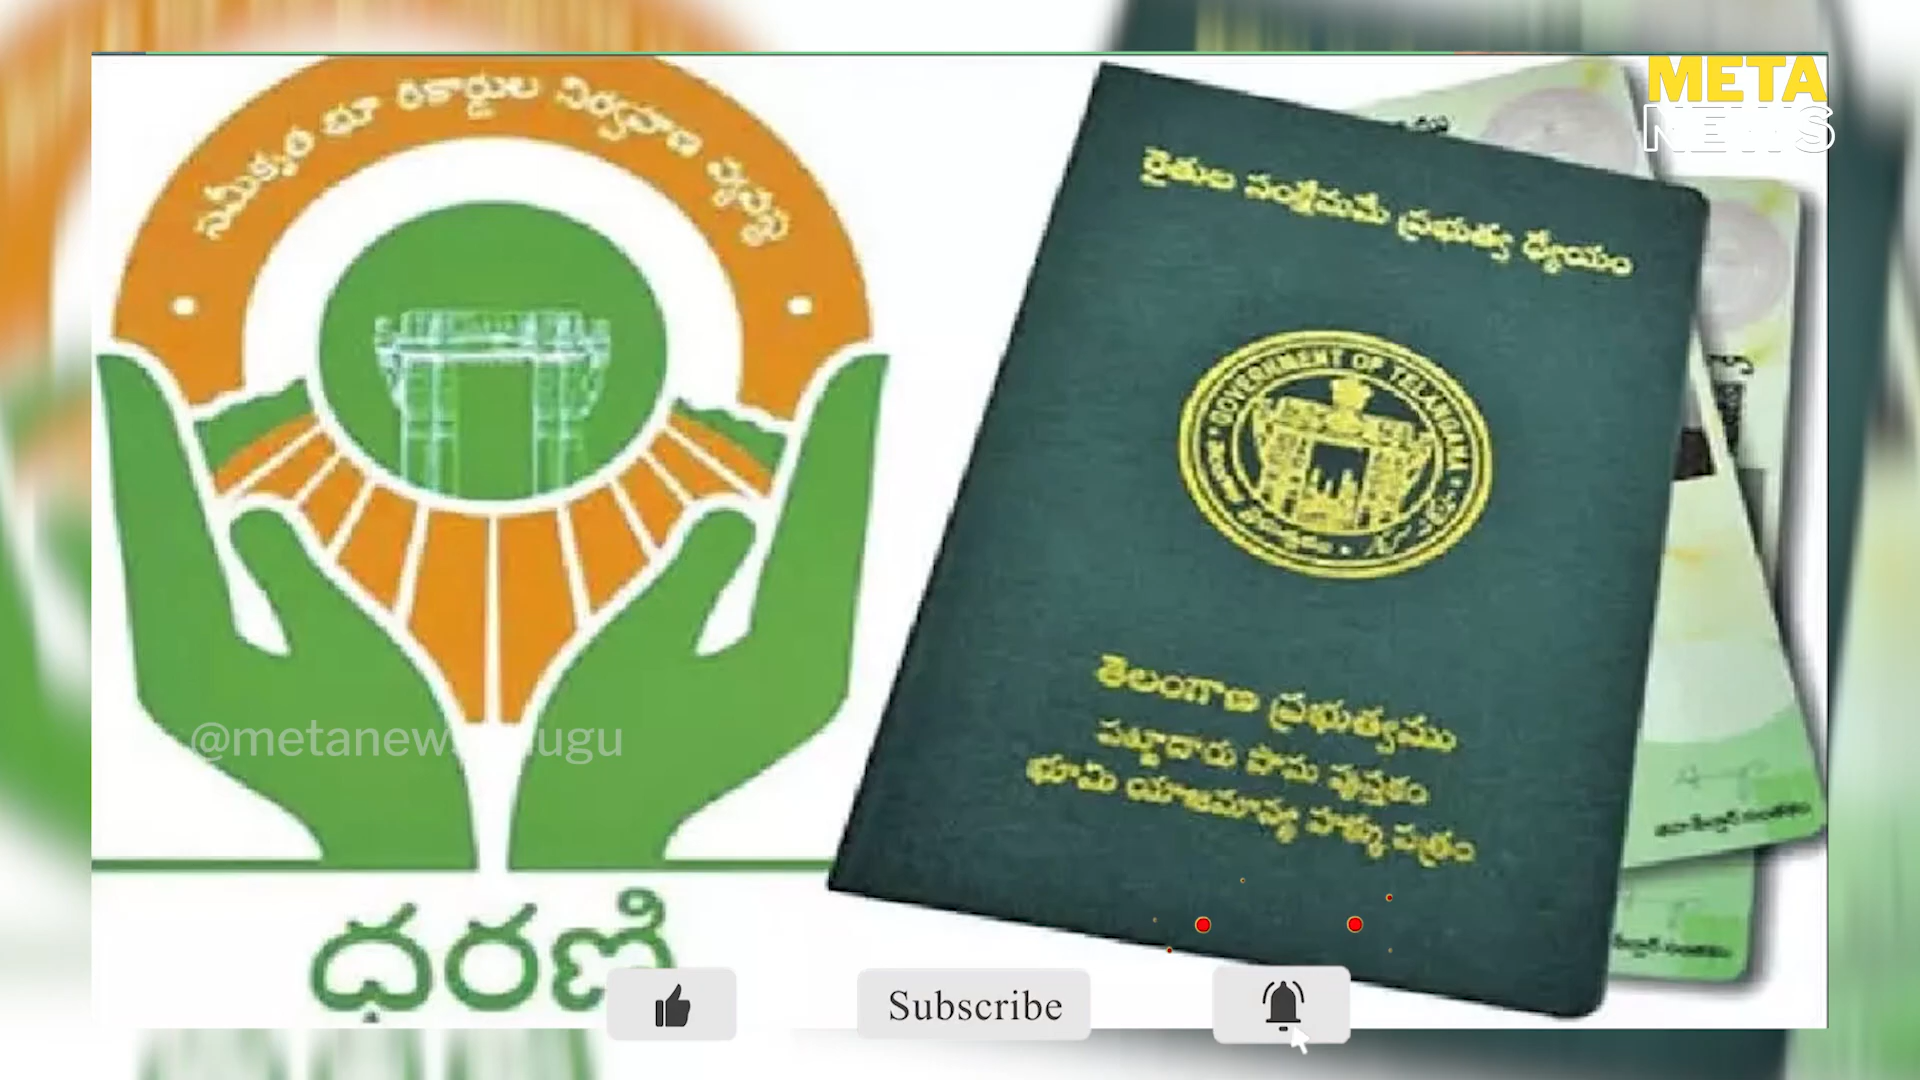 META
NEWS
సమీకృత భూ రికార్డుల నిర్వహణ వ్యవస్థ
రైతుల సంక్షేమమే ప్రభుత్వ ధ్యేయం
GOVERNMENT OF TELANGANA
తెలంగాణ ప్రభుత్వము
పట్టాదారు పాసు పుస్తకం
భూమి యాజమాన్య హక్కు పత్రం
ధరణి
Subscribe